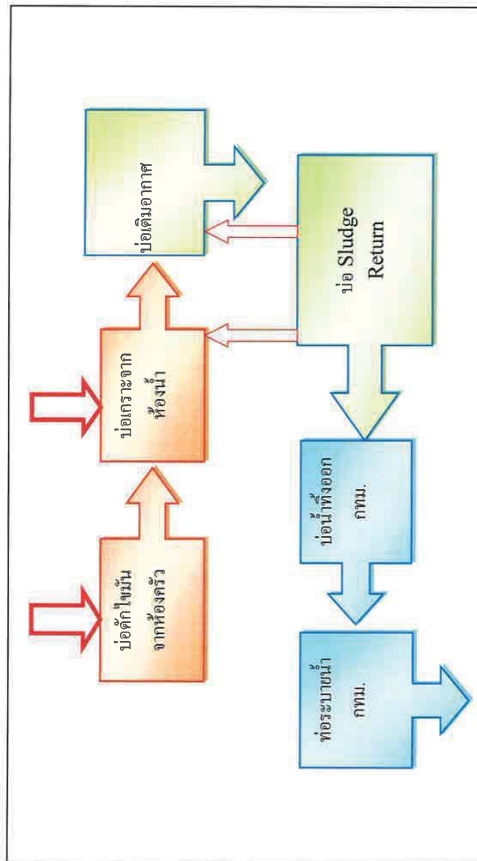 บ่อดักไขมัน
จากห้องครัว
บ่อเกราะจาก
ห้องน้ำ
บ่อเติมอากาศ
บ่อ Sludge
Return
บ่อน้ำทิ้งออก
กทม.
ท่อระบายน้ำ
กทม.